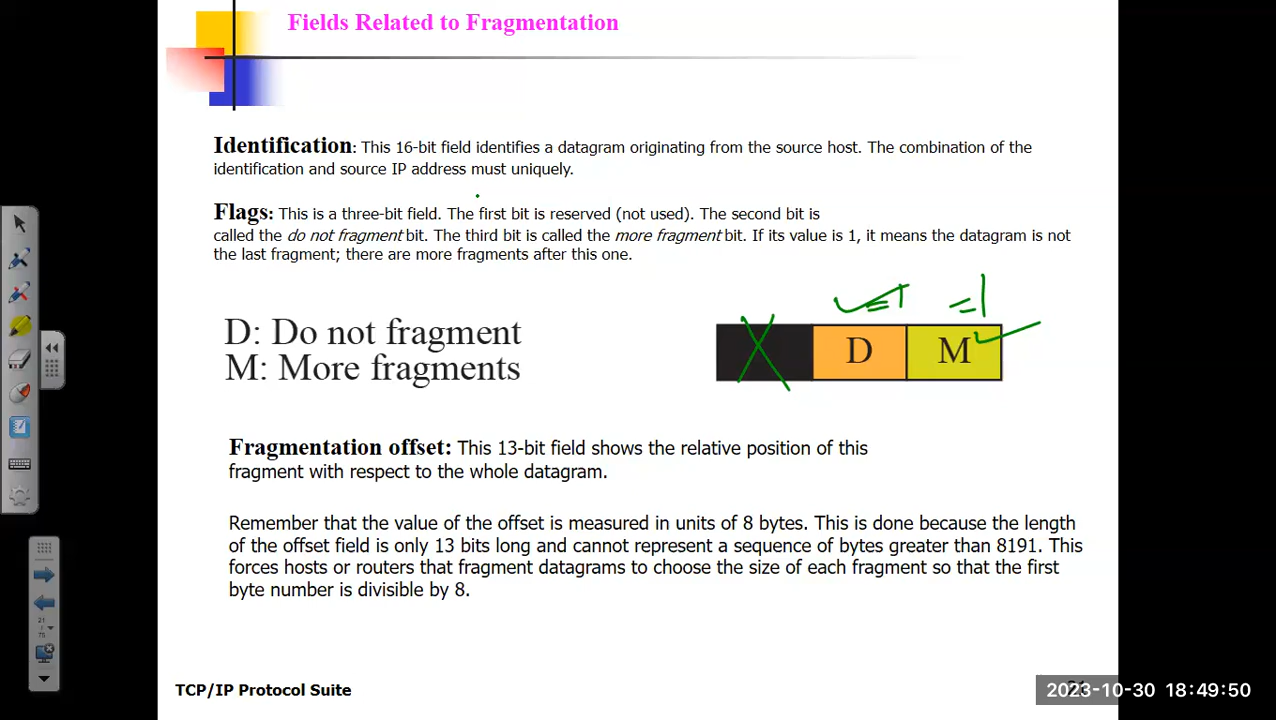 Fields Related to Fragmentation
Identification: This 16-bit field identifies a datagram originating from the source host. The combination of the
identification and source IP address must uniquely.
Flags: This is a three-bit field. The first bit is reserved (not used). The second bit is
called the do not fragment bit. The third bit is called the more fragment bit. If its value is 1, it means the datagram is not
the last fragment; there are more fragments after this one.
=1 =1
D: Do not fragment
M: More fragments
D M
Fragmentation offset: This 13-bit field shows the relative position of this
fragment with respect to the whole datagram.
Remember that the value of the offset is measured in units of 8 bytes. This is done because the length
of the offset field is only 13 bits long and cannot represent a sequence of bytes greater than 8191. This
forces hosts or routers that fragment datagrams to choose the size of each fragment so that the first
byte number is divisible by 8.
21
/
75
TCP/IP Protocol Suite
2023-10-30 18:49:50